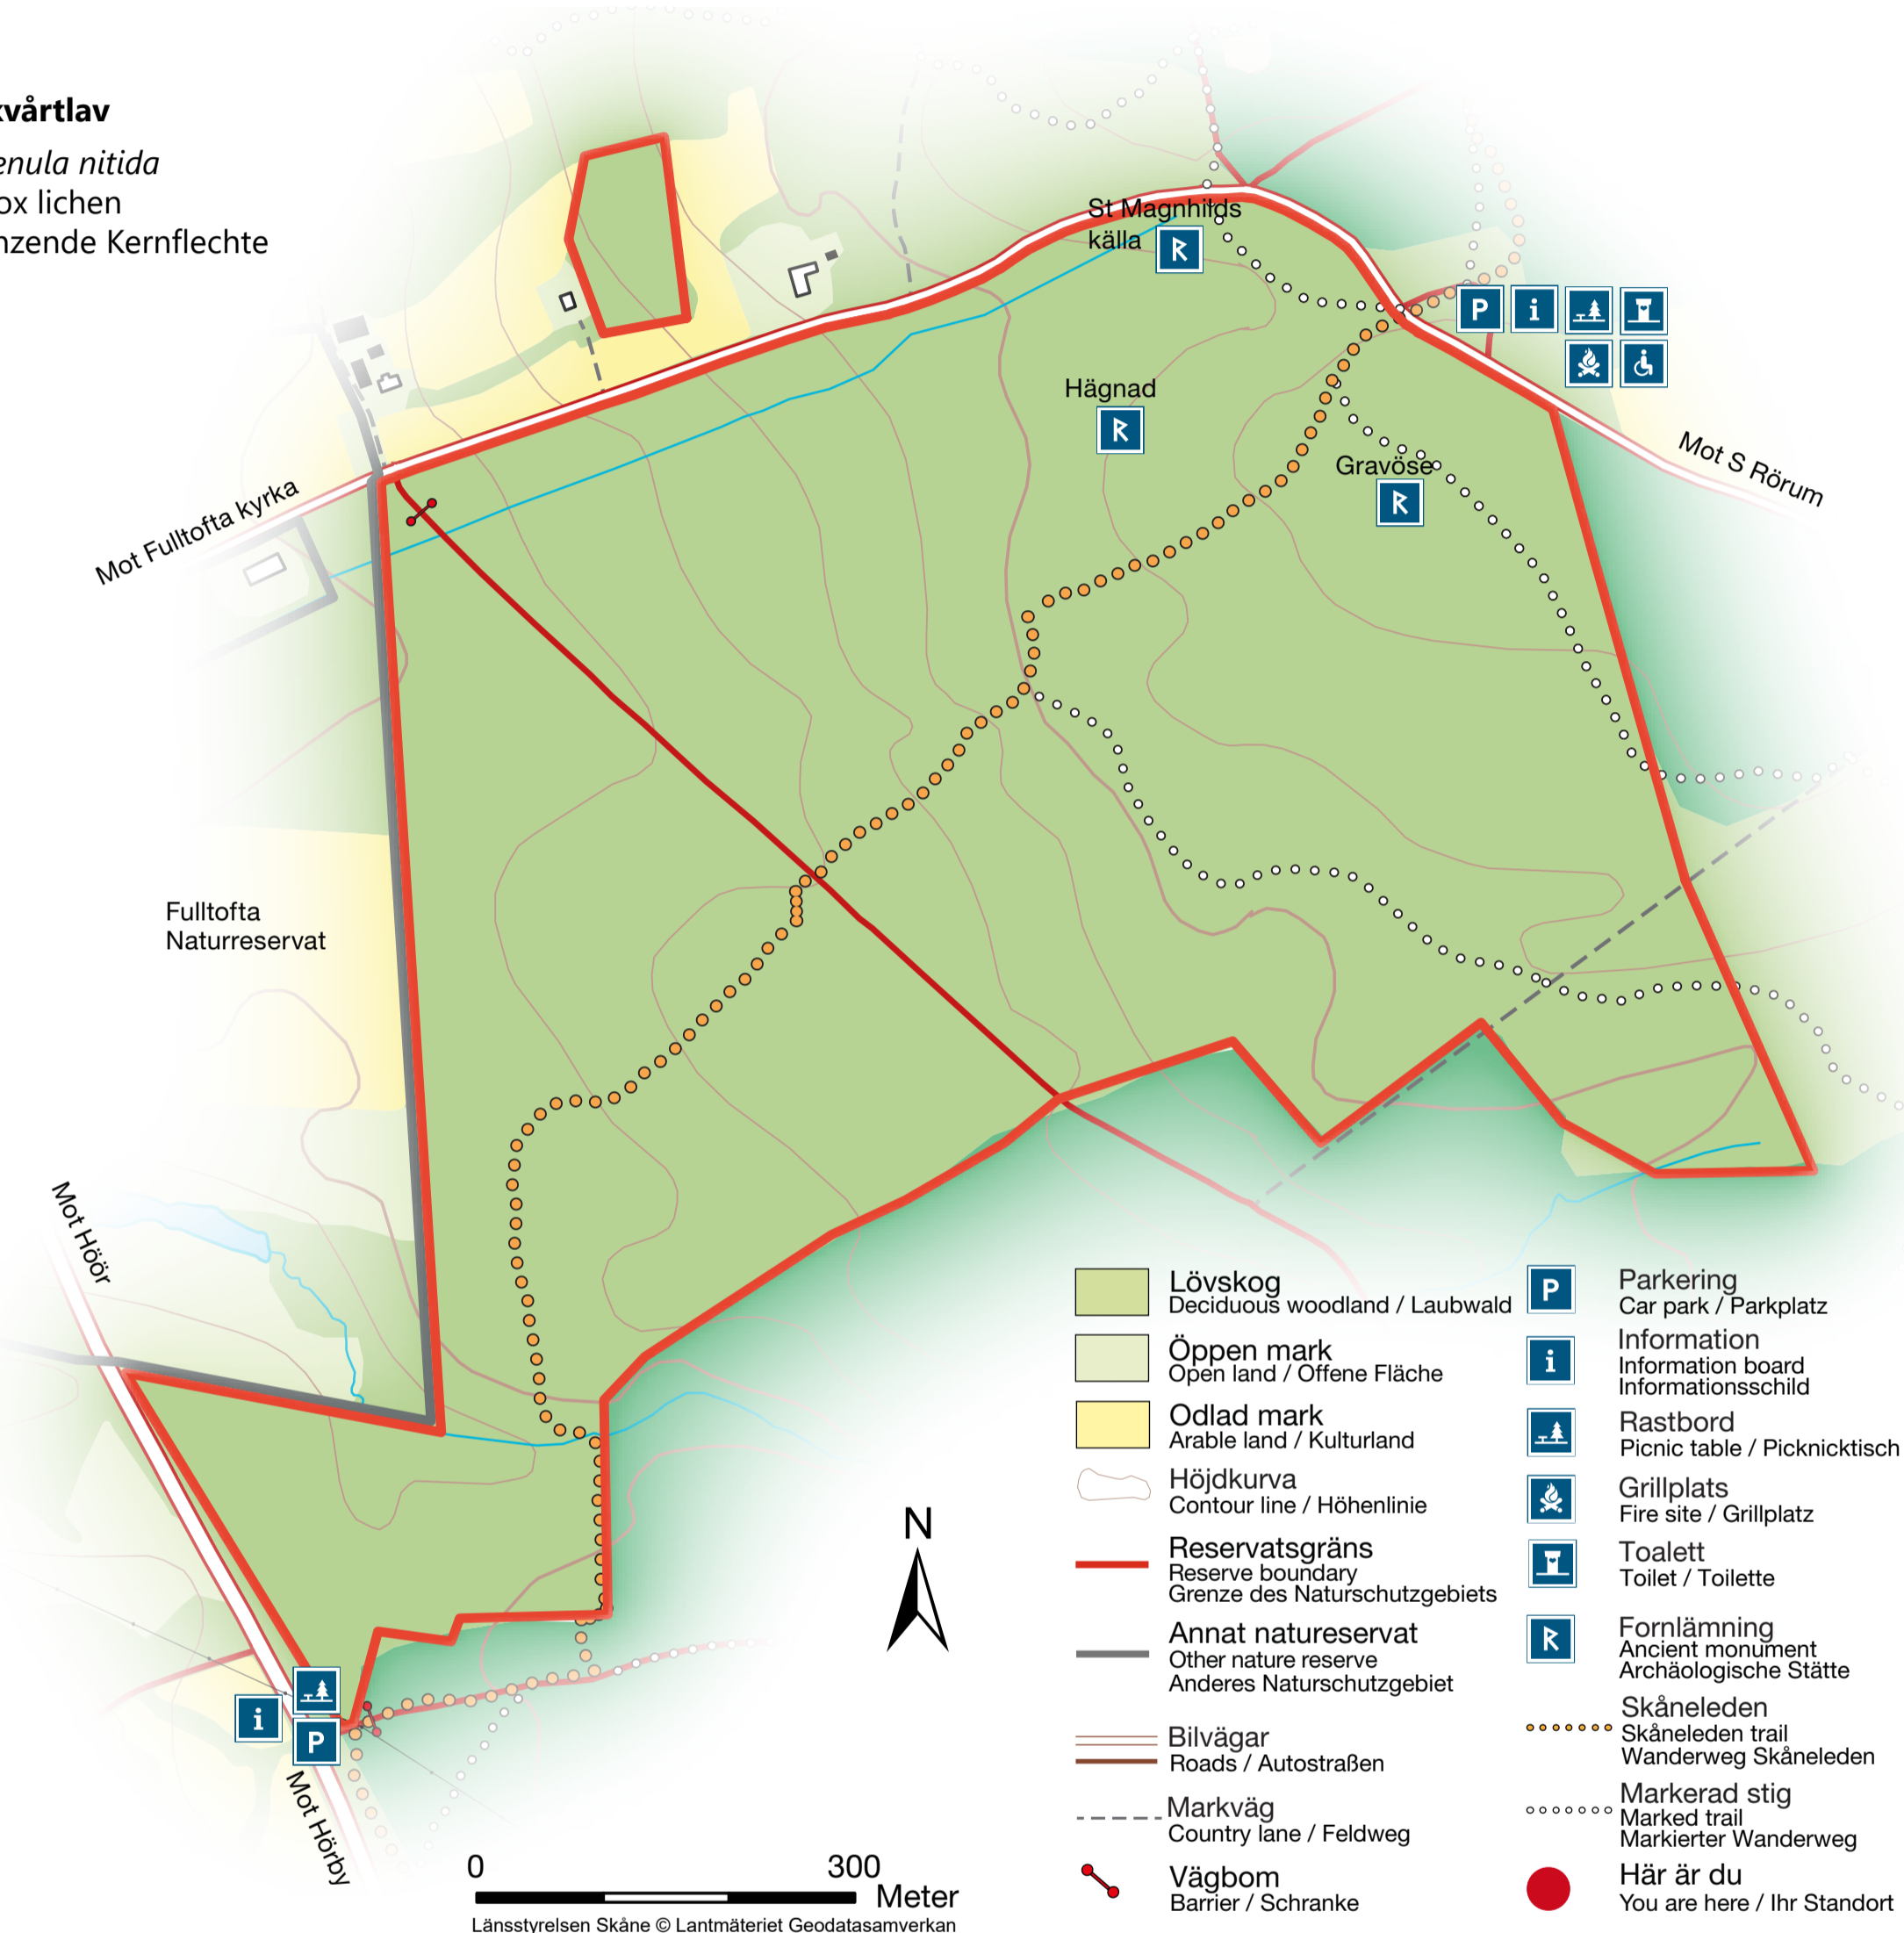 kvårtlav
enula nitida
ox lichen
nzende Kernflechte
St Magnhilds
källa
R
P
i
Hägnad
R
Gravöse
R
Mot S Rörum
Mot Fulltofta kyrka
Fulltofta
Naturreservat
Mot Höör
i
P
Mot Hörby
N
0 300
Meter
Länsstyrelsen Skåne © Lantmäteriet Geodatasamverkan
Lövskog
Deciduous woodland / Laubwald
Öppen mark
Open land / Offene Fläche
Odlad mark
Arable land / Kulturland
Höjdkurva
Contour line / Höhenlinie
Reservatsgräns
Reserve boundary
Grenze des Naturschutzgebiets
Annat natureservat
Other nature reserve
Anderes Naturschutzgebiet
Bilvägar
Roads / Autostraßen
Markväg
Country lane / Feldweg
Vägbom
Barrier / Schranke
P
Parkering
Car park / Parkplatz
i
Information
Information board
Informationsschild
Rastbord
Picnic table / Picknicktisch
Grillplats
Fire site / Grillplatz
Toalett
Toilet / Toilette
R
Fornlämning
Ancient monument
Archäologische Stätte
Skåneleden
Skåneleden trail
Wanderweg Skåneleden
Markerad stig
Marked trail
Markierter Wanderweg
Här är du
You are here / Ihr Standort